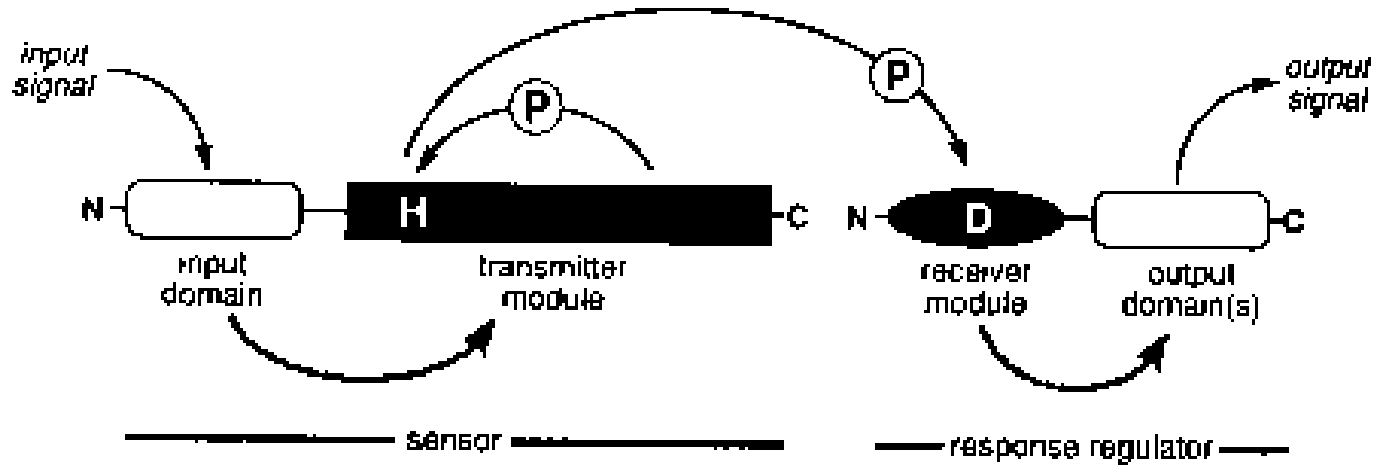 input
signal
P
P
output
signal
N
H
C
N
D
C
input
domain
transmitter
module
receiver
module
output
domain(s)
sensor
response regulator